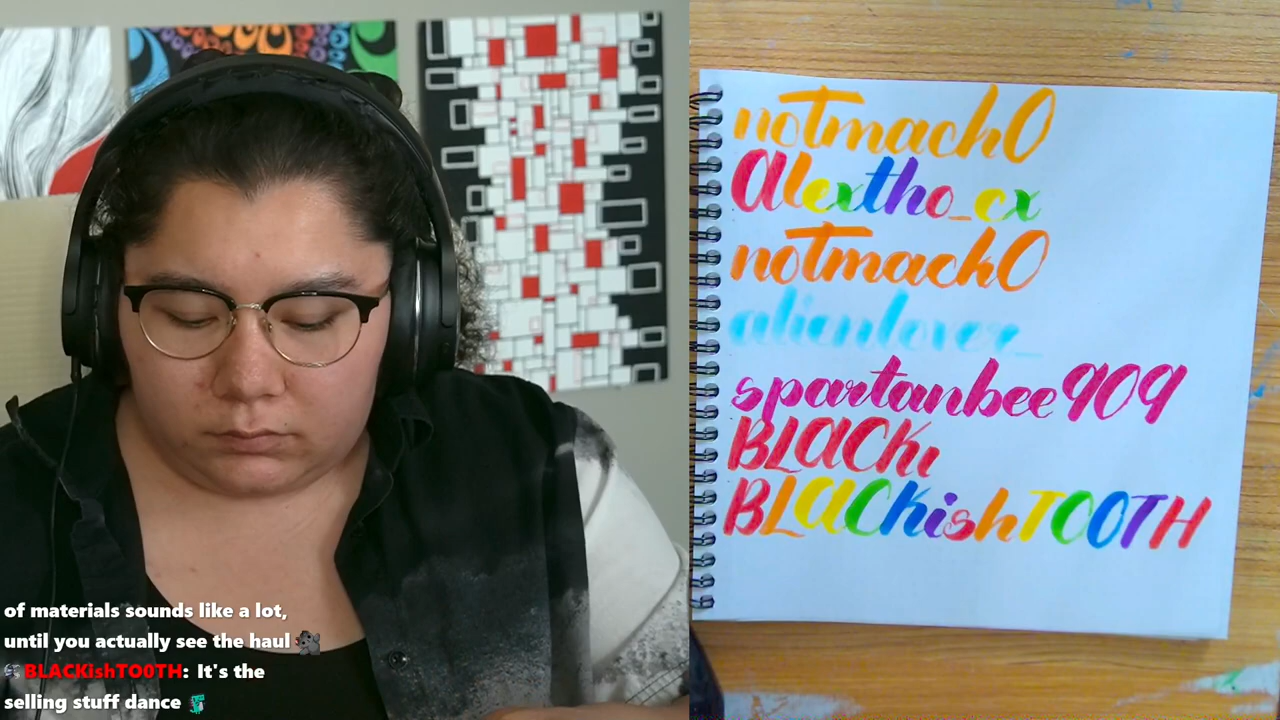 notmach0
Alextho_cx
notmach0
alienlover_
spartanbee909
BLACKi
BLACKishTOOTH
of materials sounds like a lot,
until you actually see the haul
BLACKishTO0TH: It's the
selling stuff dance